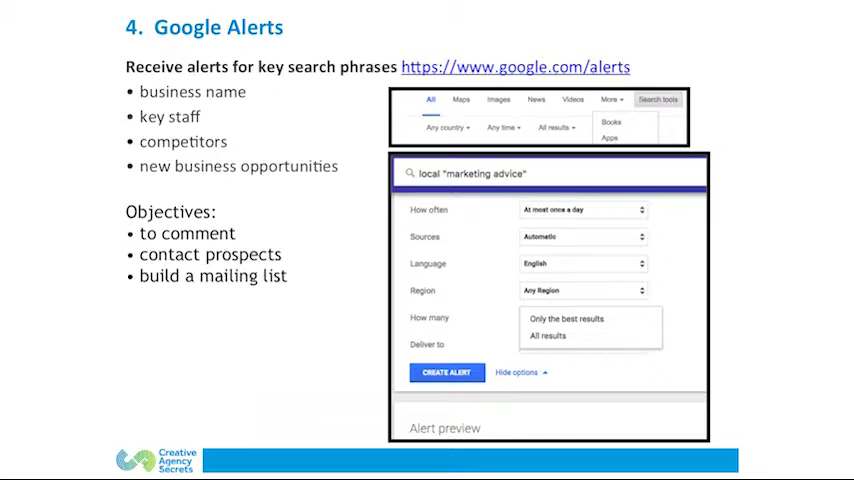 4. Google Alerts
Receive alerts for key search phrases https://www.google.com/alerts
• business name
• key staff
• competitors
• new business opportunities
Objectives:
• to comment
• contact prospects
• build a mailing list
All Maps Images News Videos More Search tools
Any country Any time All results Books
Apps
local "marketing advice"
How often At most once a day
Sources Automatic
Language English
Region Any Region
How many Only the best results
All results
Deliver to
CREATE ALERT Hide options
Alert preview
Creative
Agency
Secrets